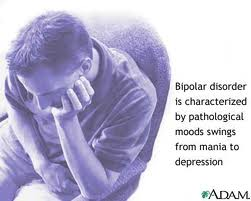 Bipolar disorder
is characterized
by pathological
moods swings
from mania to
depression
ADAM.